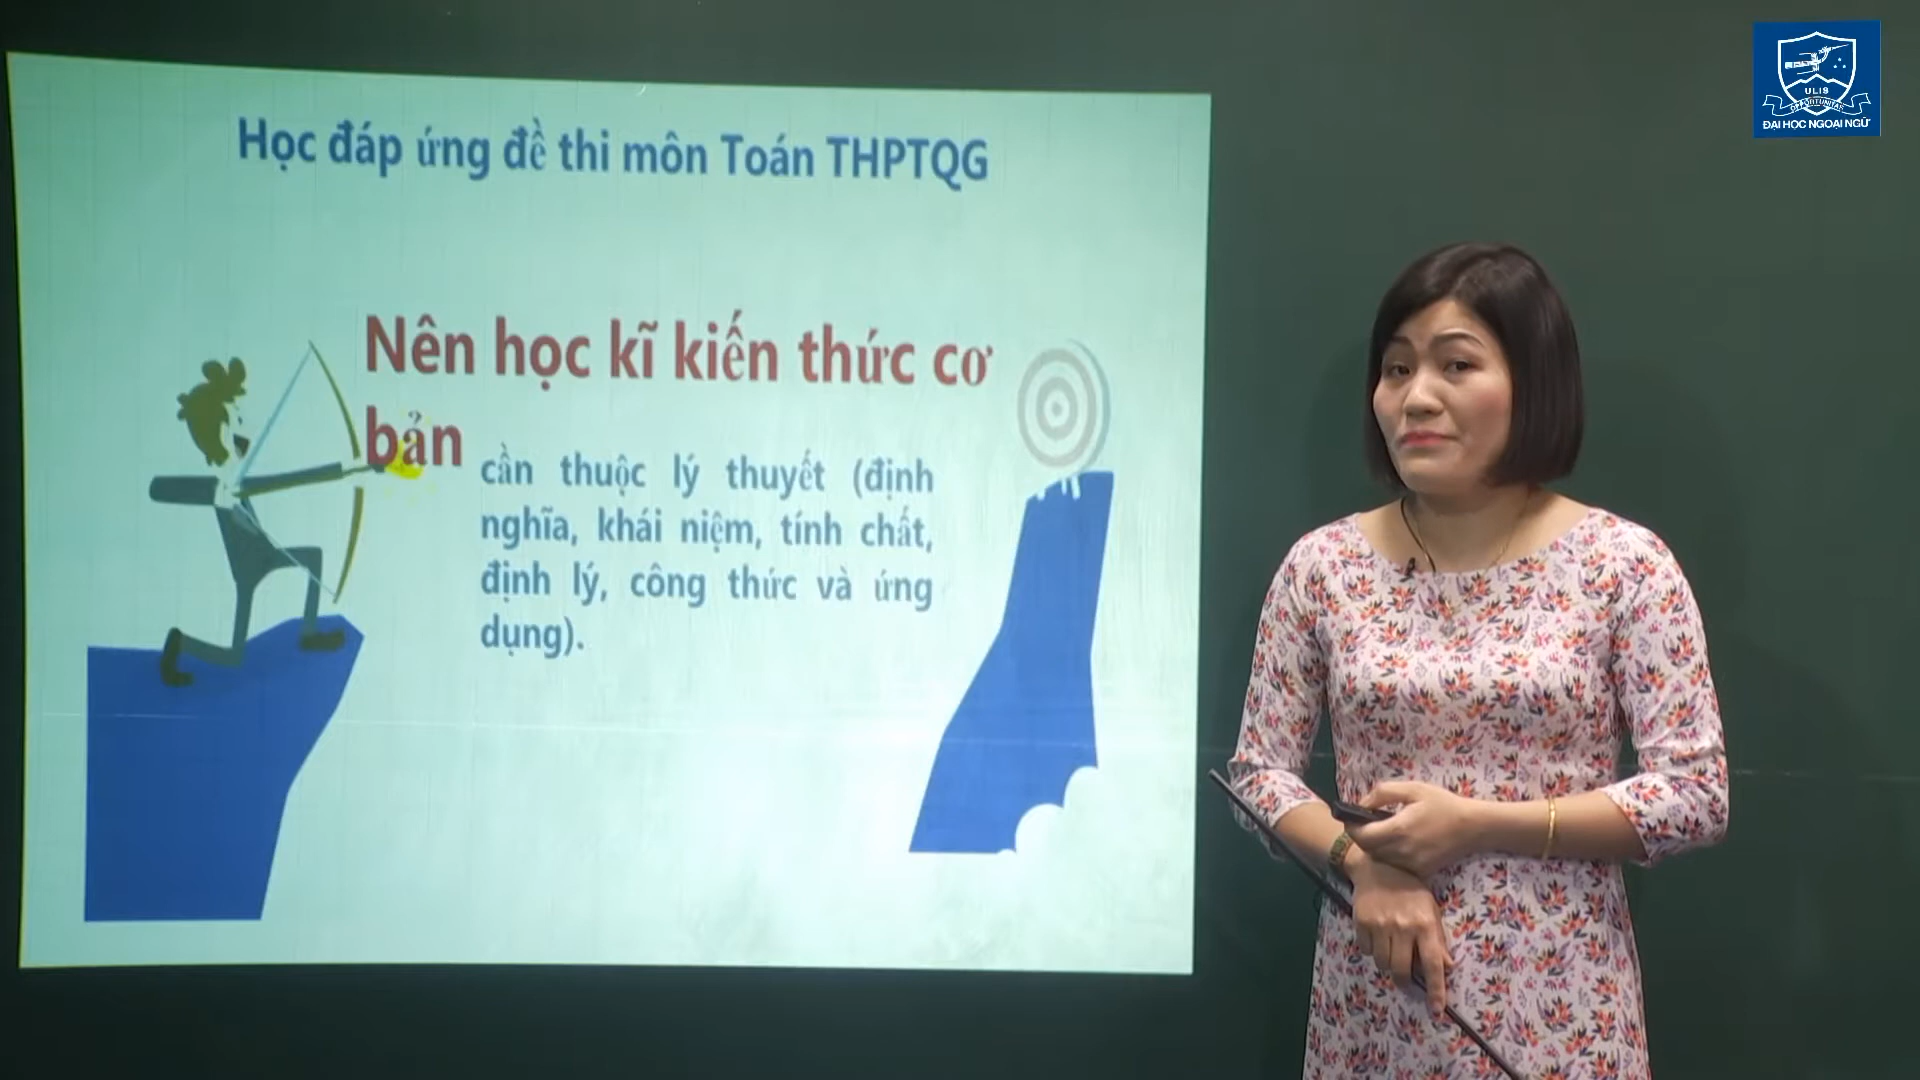 Học đáp ứng đề thi môn Toán THPTQG
Nên học kĩ kiến thức cơ
bản
cần thuộc lý thuyết (định
nghĩa, khái niệm, tính chất,
định lý, công thức và ứng
dụng).
ULIS
OPPORTUNITAS
ĐẠI HỌC NGOẠI NGỮ